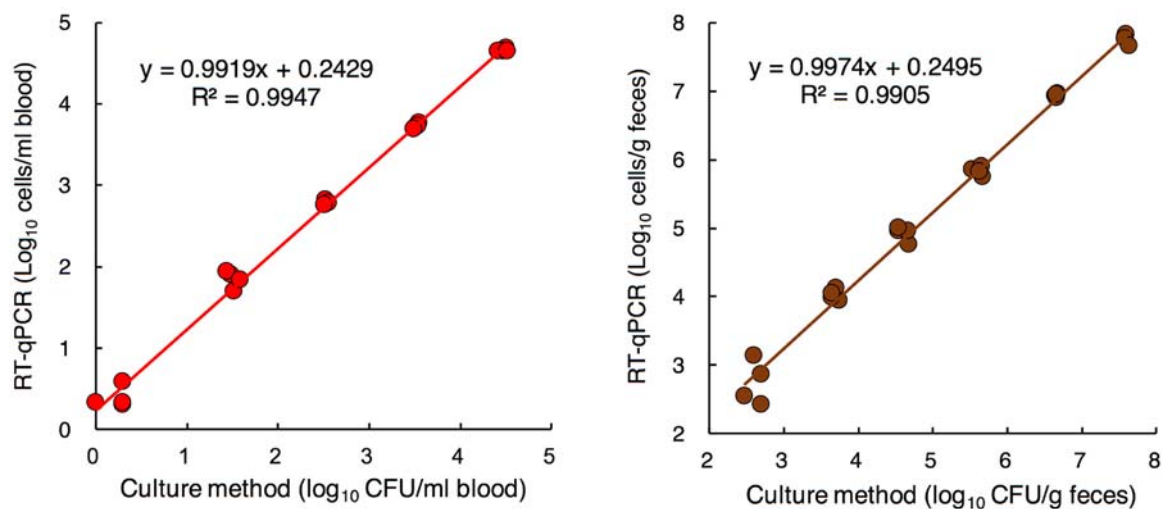 y = 0.9919x + 0.2429
R² = 0.9947
RT-qPCR (Log₁₀ cells/ml blood)
5
4
3
2
1
0
0 1 2 3 4 5
Culture method (log₁₀ CFU/ml blood)
y = 0.9974x + 0.2495
R² = 0.9905
RT-qPCR (Log₁₀ cells/g feces)
8
7
6
5
4
3
2
2 3 4 5 6 7 8
Culture method (log₁₀ CFU/g feces)